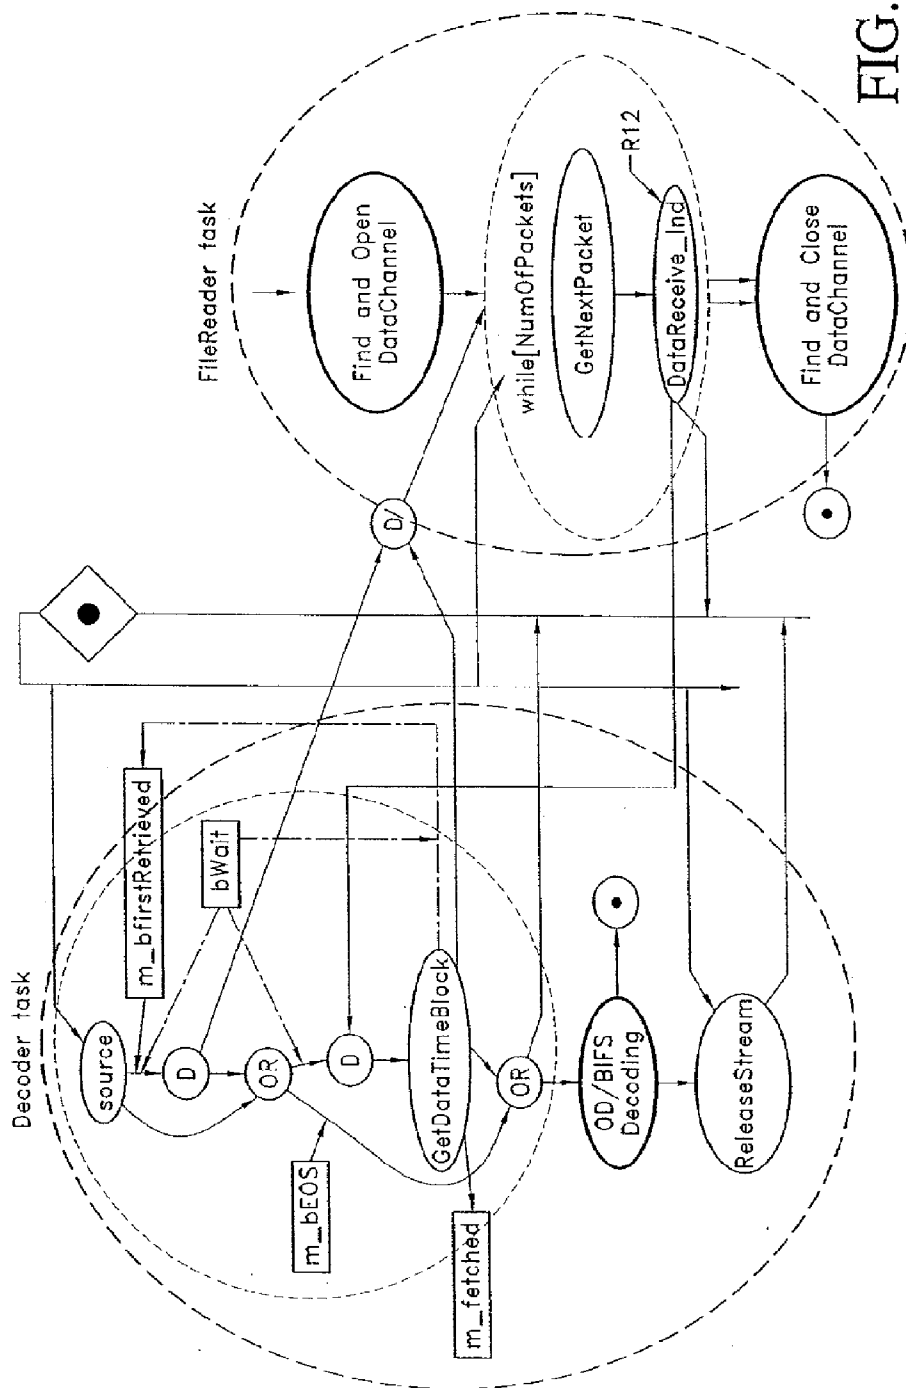 Decoder task
source
m_bfirstRetrieved
D
bWait
OR
m_bEOS
D
GetDataTimeBlock
m_fetched
OR
OD/BIFS
Decoding
ReleaseStream
FileReader task
Find and Open
DataChannel
D/
while[NumOfPackets]
GetNextPacket
DataReceive_Ind
R12
Find and Close
DataChannel
FIG.